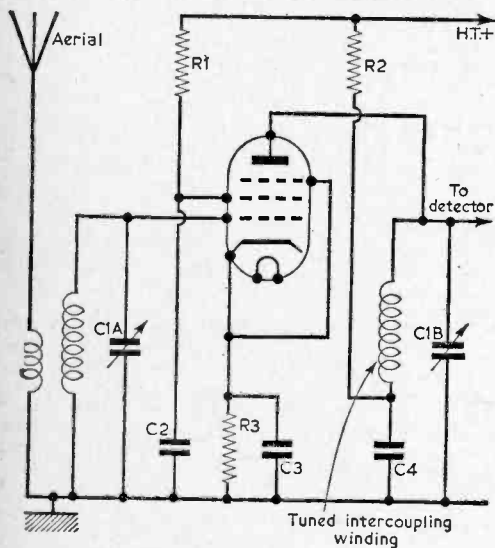 Aerial
R1
R2
H.T.+
To
detector
C1A
C1B
C2
R3
C3
C4
Tuned intercoupling
winding